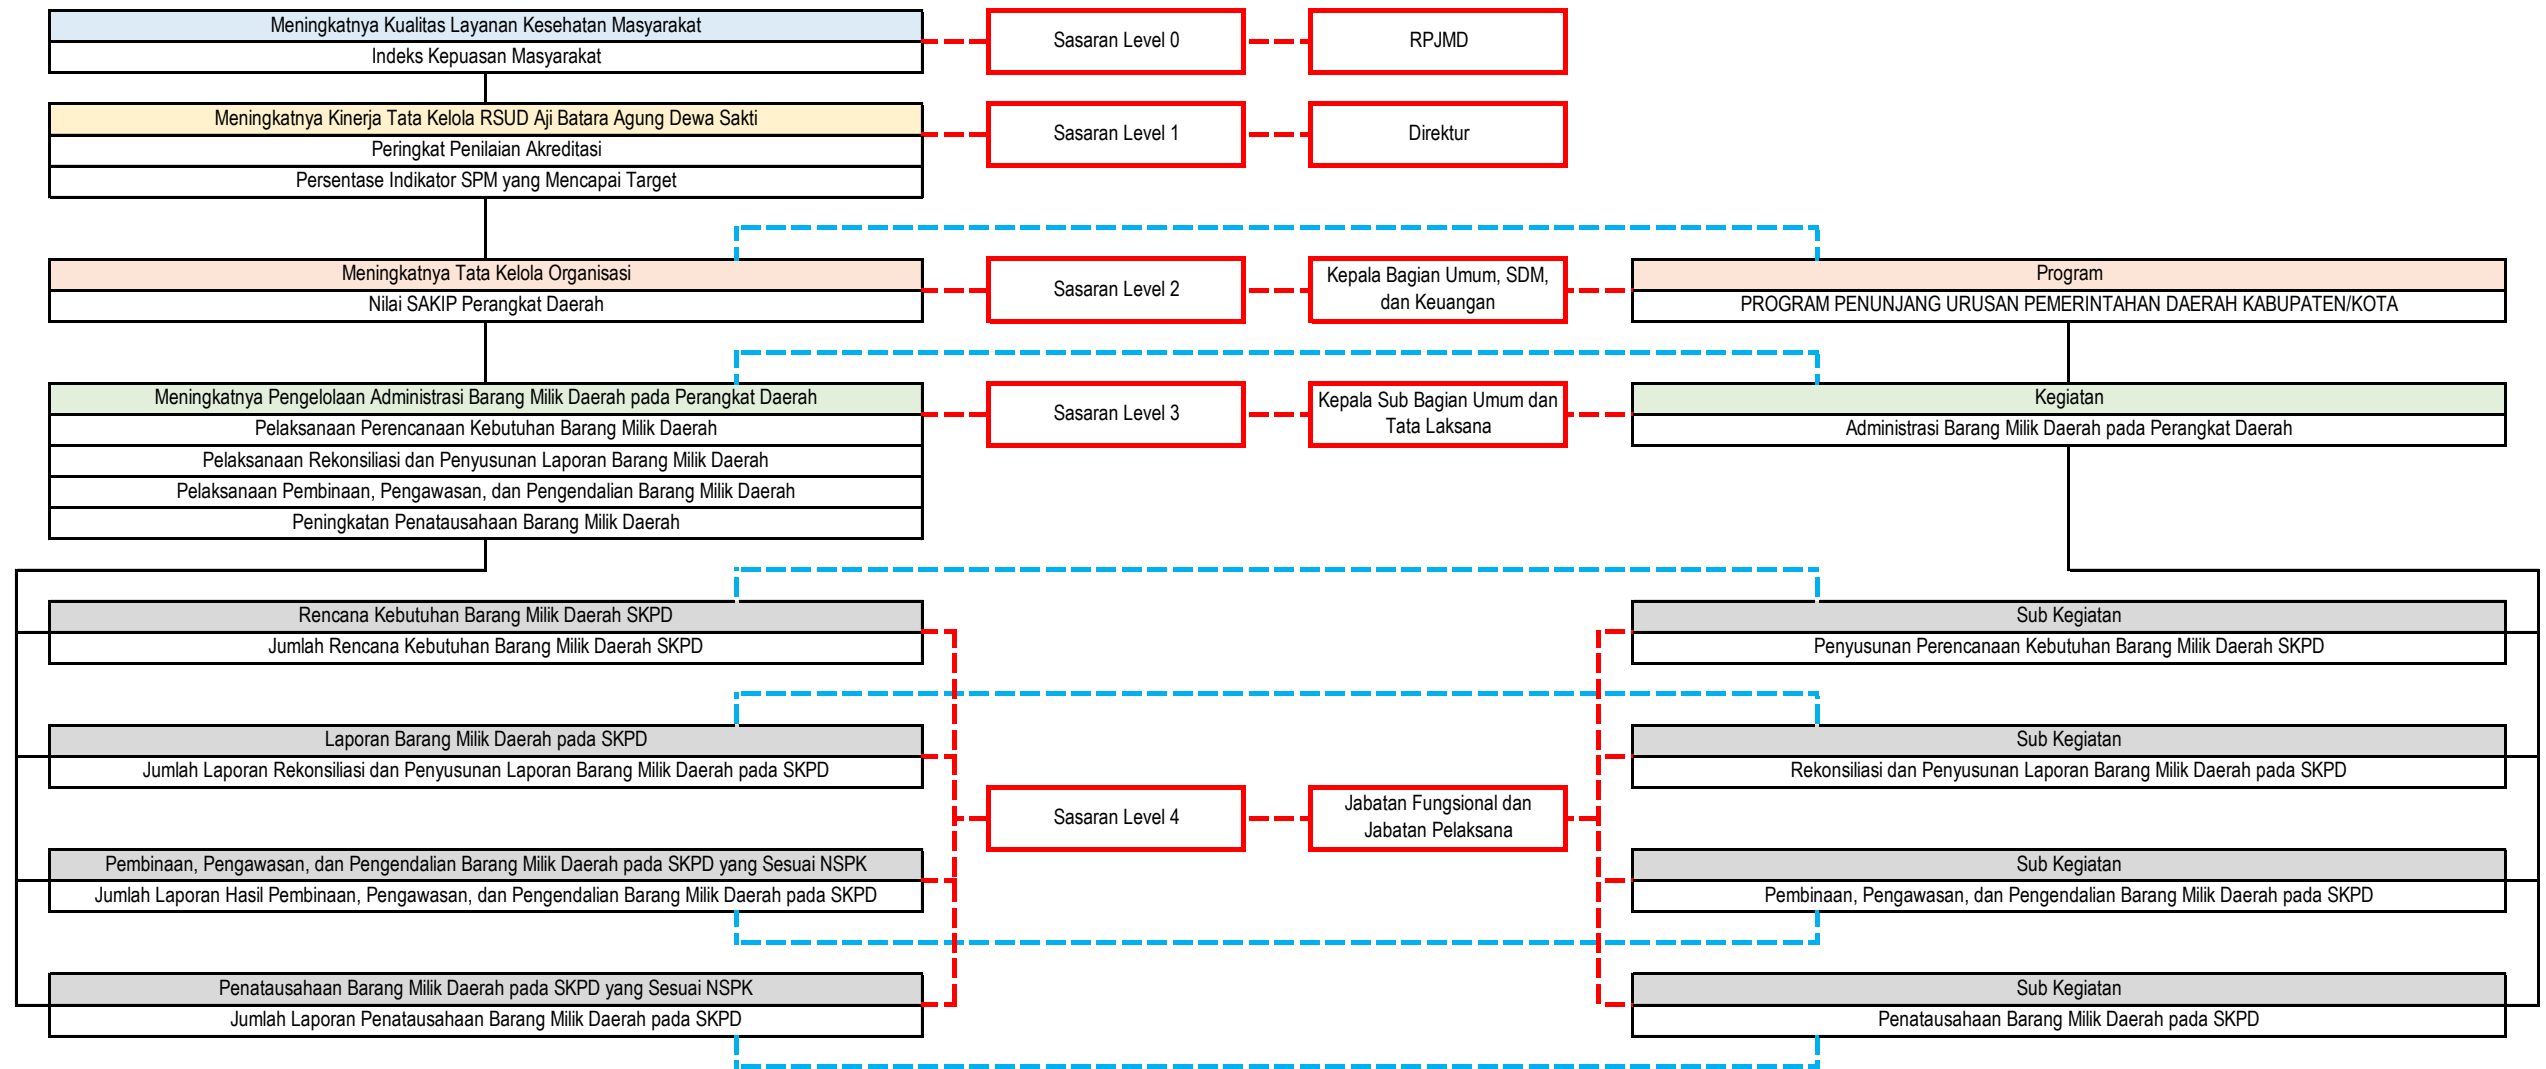 Meningkatnya Kualitas Layanan Kesehatan Masyarakat
Indeks Kepuasan Masyarakat
Sasaran Level 0
RPJMD
Meningkatnya Kinerja Tata Kelola RSUD Aji Batara Agung Dewa Sakti
Peringkat Penilaian Akreditasi
Persentase Indikator SPM yang Mencapai Target
Sasaran Level 1
Direktur
Meningkatnya Tata Kelola Organisasi
Nilai SAKIP Perangkat Daerah
Sasaran Level 2
Kepala Bagian Umum, SDM,
dan Keuangan
Program
PROGRAM PENUNJANG URUSAN PEMERINTAHAN DAERAH KABUPATEN/KOTA
Meningkatnya Pengelolaan Administrasi Barang Milik Daerah pada Perangkat Daerah
Pelaksanaan Perencanaan Kebutuhan Barang Milik Daerah
Pelaksanaan Rekonsiliasi dan Penyusunan Laporan Barang Milik Daerah
Pelaksanaan Pembinaan, Pengawasan, dan Pengendalian Barang Milik Daerah
Peningkatan Penatausahaan Barang Milik Daerah
Sasaran Level 3
Kepala Sub Bagian Umum dan
Tata Laksana
Kegiatan
Administrasi Barang Milik Daerah pada Perangkat Daerah
Rencana Kebutuhan Barang Milik Daerah SKPD
Jumlah Rencana Kebutuhan Barang Milik Daerah SKPD
Sub Kegiatan
Penyusunan Perencanaan Kebutuhan Barang Milik Daerah SKPD
Laporan Barang Milik Daerah pada SKPD
Jumlah Laporan Rekonsiliasi dan Penyusunan Laporan Barang Milik Daerah pada SKPD
Sub Kegiatan
Rekonsiliasi dan Penyusunan Laporan Barang Milik Daerah pada SKPD
Sasaran Level 4
Jabatan Fungsional dan
Jabatan Pelaksana
Pembinaan, Pengawasan, dan Pengendalian Barang Milik Daerah pada SKPD yang Sesuai NSPK
Jumlah Laporan Hasil Pembinaan, Pengawasan, dan Pengendalian Barang Milik Daerah pada SKPD
Sub Kegiatan
Pembinaan, Pengawasan, dan Pengendalian Barang Milik Daerah pada SKPD
Penatausahaan Barang Milik Daerah pada SKPD yang Sesuai NSPK
Jumlah Laporan Penatausahaan Barang Milik Daerah pada SKPD
Sub Kegiatan
Penatausahaan Barang Milik Daerah pada SKPD